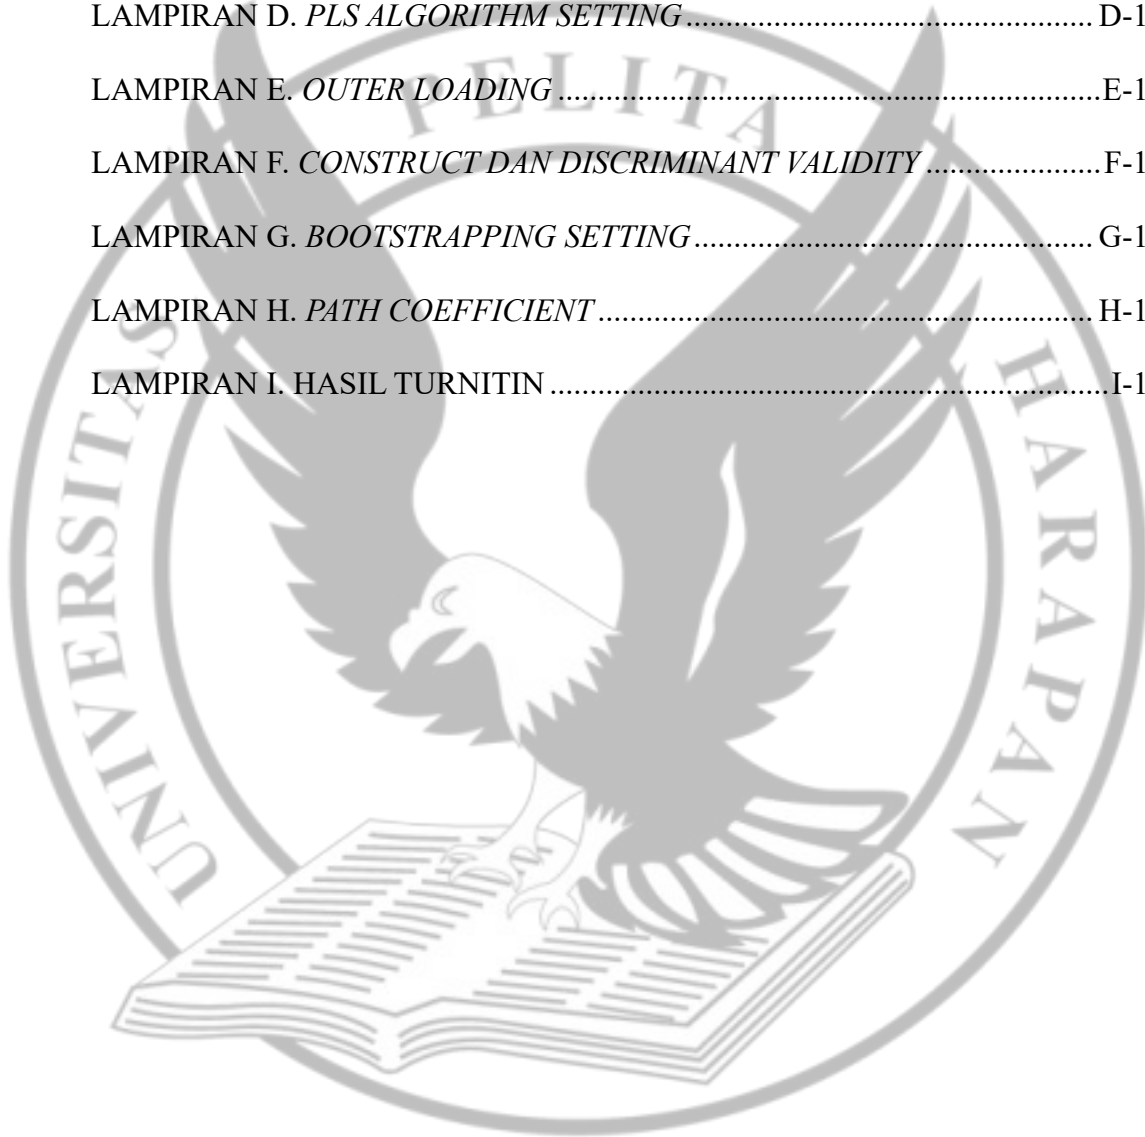 LAMPIRAN D. PLS ALGORITHM SETTING.................................................. D-1
LAMPIRAN E. OUTER LOADING...................................................................E-1
LAMPIRAN F. CONSTRUCT DAN DISCRIMINANT VALIDITY......................F-1
LAMPIRAN G. BOOTSTRAPPING SETTING................................................. G-1
LAMPIRAN H. PATH COEFFICIENT............................................................. H-1
LAMPIRAN I. HASIL TURNITIN.....................................................................I-1
UNIVERSITAS PELITA HARAPAN